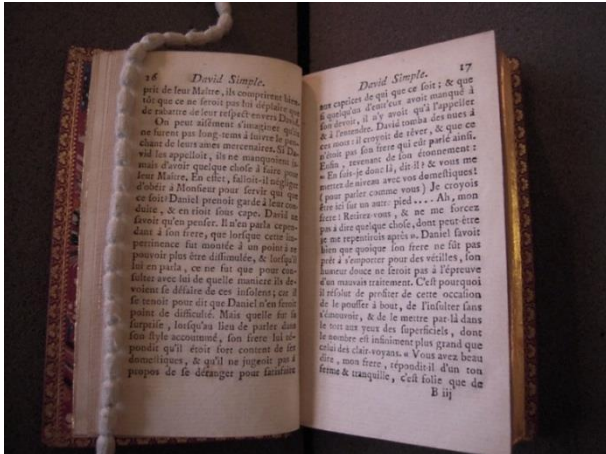 16 David Simple.
prit de leur Maître, ils comprirent bien-
tôt que ce ne seroit pas lui déplaire que
de rabattre de leur respect envers David.
On peut aisément s'imaginer qu'ils
ne furent pas long-tems à suivre le pen-
chant de leurs ames mercenaires. Si Da-
vid les appelloit, ils ne manquoient ja-
mais d'avoir quelque chose à faire pour
leur Maître. En effet, falloit-il négliger
d'obéir à Monsieur pour servir qui que
ce soit? Daniel prenoit garde à leur con-
duite, & en rioit sous cape. David ne
savoit qu'en penser. Il n'en parla cepen-
dant à son frere, que lorsque cette im-
pertinence fut montée à un point à ne
pouvoir plus être dissimulée, & lorsqu'il
lui en parla, ce ne fut que pour con-
sulter avec lui de quelle maniere ils de-
voient se défaire de ces insolens; car il
se tenoit pour dit que Daniel n'en feroit
point de difficulté. Mais quelle fut sa
surprise, lorsqu'au lieu de parler dans
son style accoutumé, son frere lui ré-
pondit qu'il étoit fort content de ses
domestiques, & qu'il ne jugeoit pas à
propos de se déranger pour satisfaire
David Simple. 17
aux caprices de qui que ce soit; & que
si quelqu'un d'entr'eux avoit manqué à
son devoir, il n'y avoit qu'à l'appeller
& à l'entendre. David tomba des nues à
ces mots: il croyoit de rêver, & que ce
n'étoit pas son frere qui eût parlé ainsi.
Enfin, revenant de son étonnement:
« En suis-je donc là, dit-il? & vous me
mettez de niveau avec vos domestiques!
( pour parler comme vous ) Je croyois
être ici sur un autre pied.... Ah, mon
frere! Retirez-vous, & ne me forcez
pas à dire quelque chose, dont peut-être
je me repentirois après ». Daniel savoit
bien que quoique son frere ne fût pas
prêt à s'emporter pour des vétilles, son
humeur douce ne seroit pas à l'épreuve
d'un mauvais traitement. C'est pourquoi
il résolut de profiter de cette occasion
de le pousser à bout, de l'insulter sans
s'émouvoir, & de le mettre par-là dans
le tort aux yeux des superficiels, dont
le nombre est infiniment plus grand que
celui des clair-voyans. « Vous avez beau
dire, mon frere, répondit-il d'un ton
ferme & tranquille, c'est folie que de
B iij